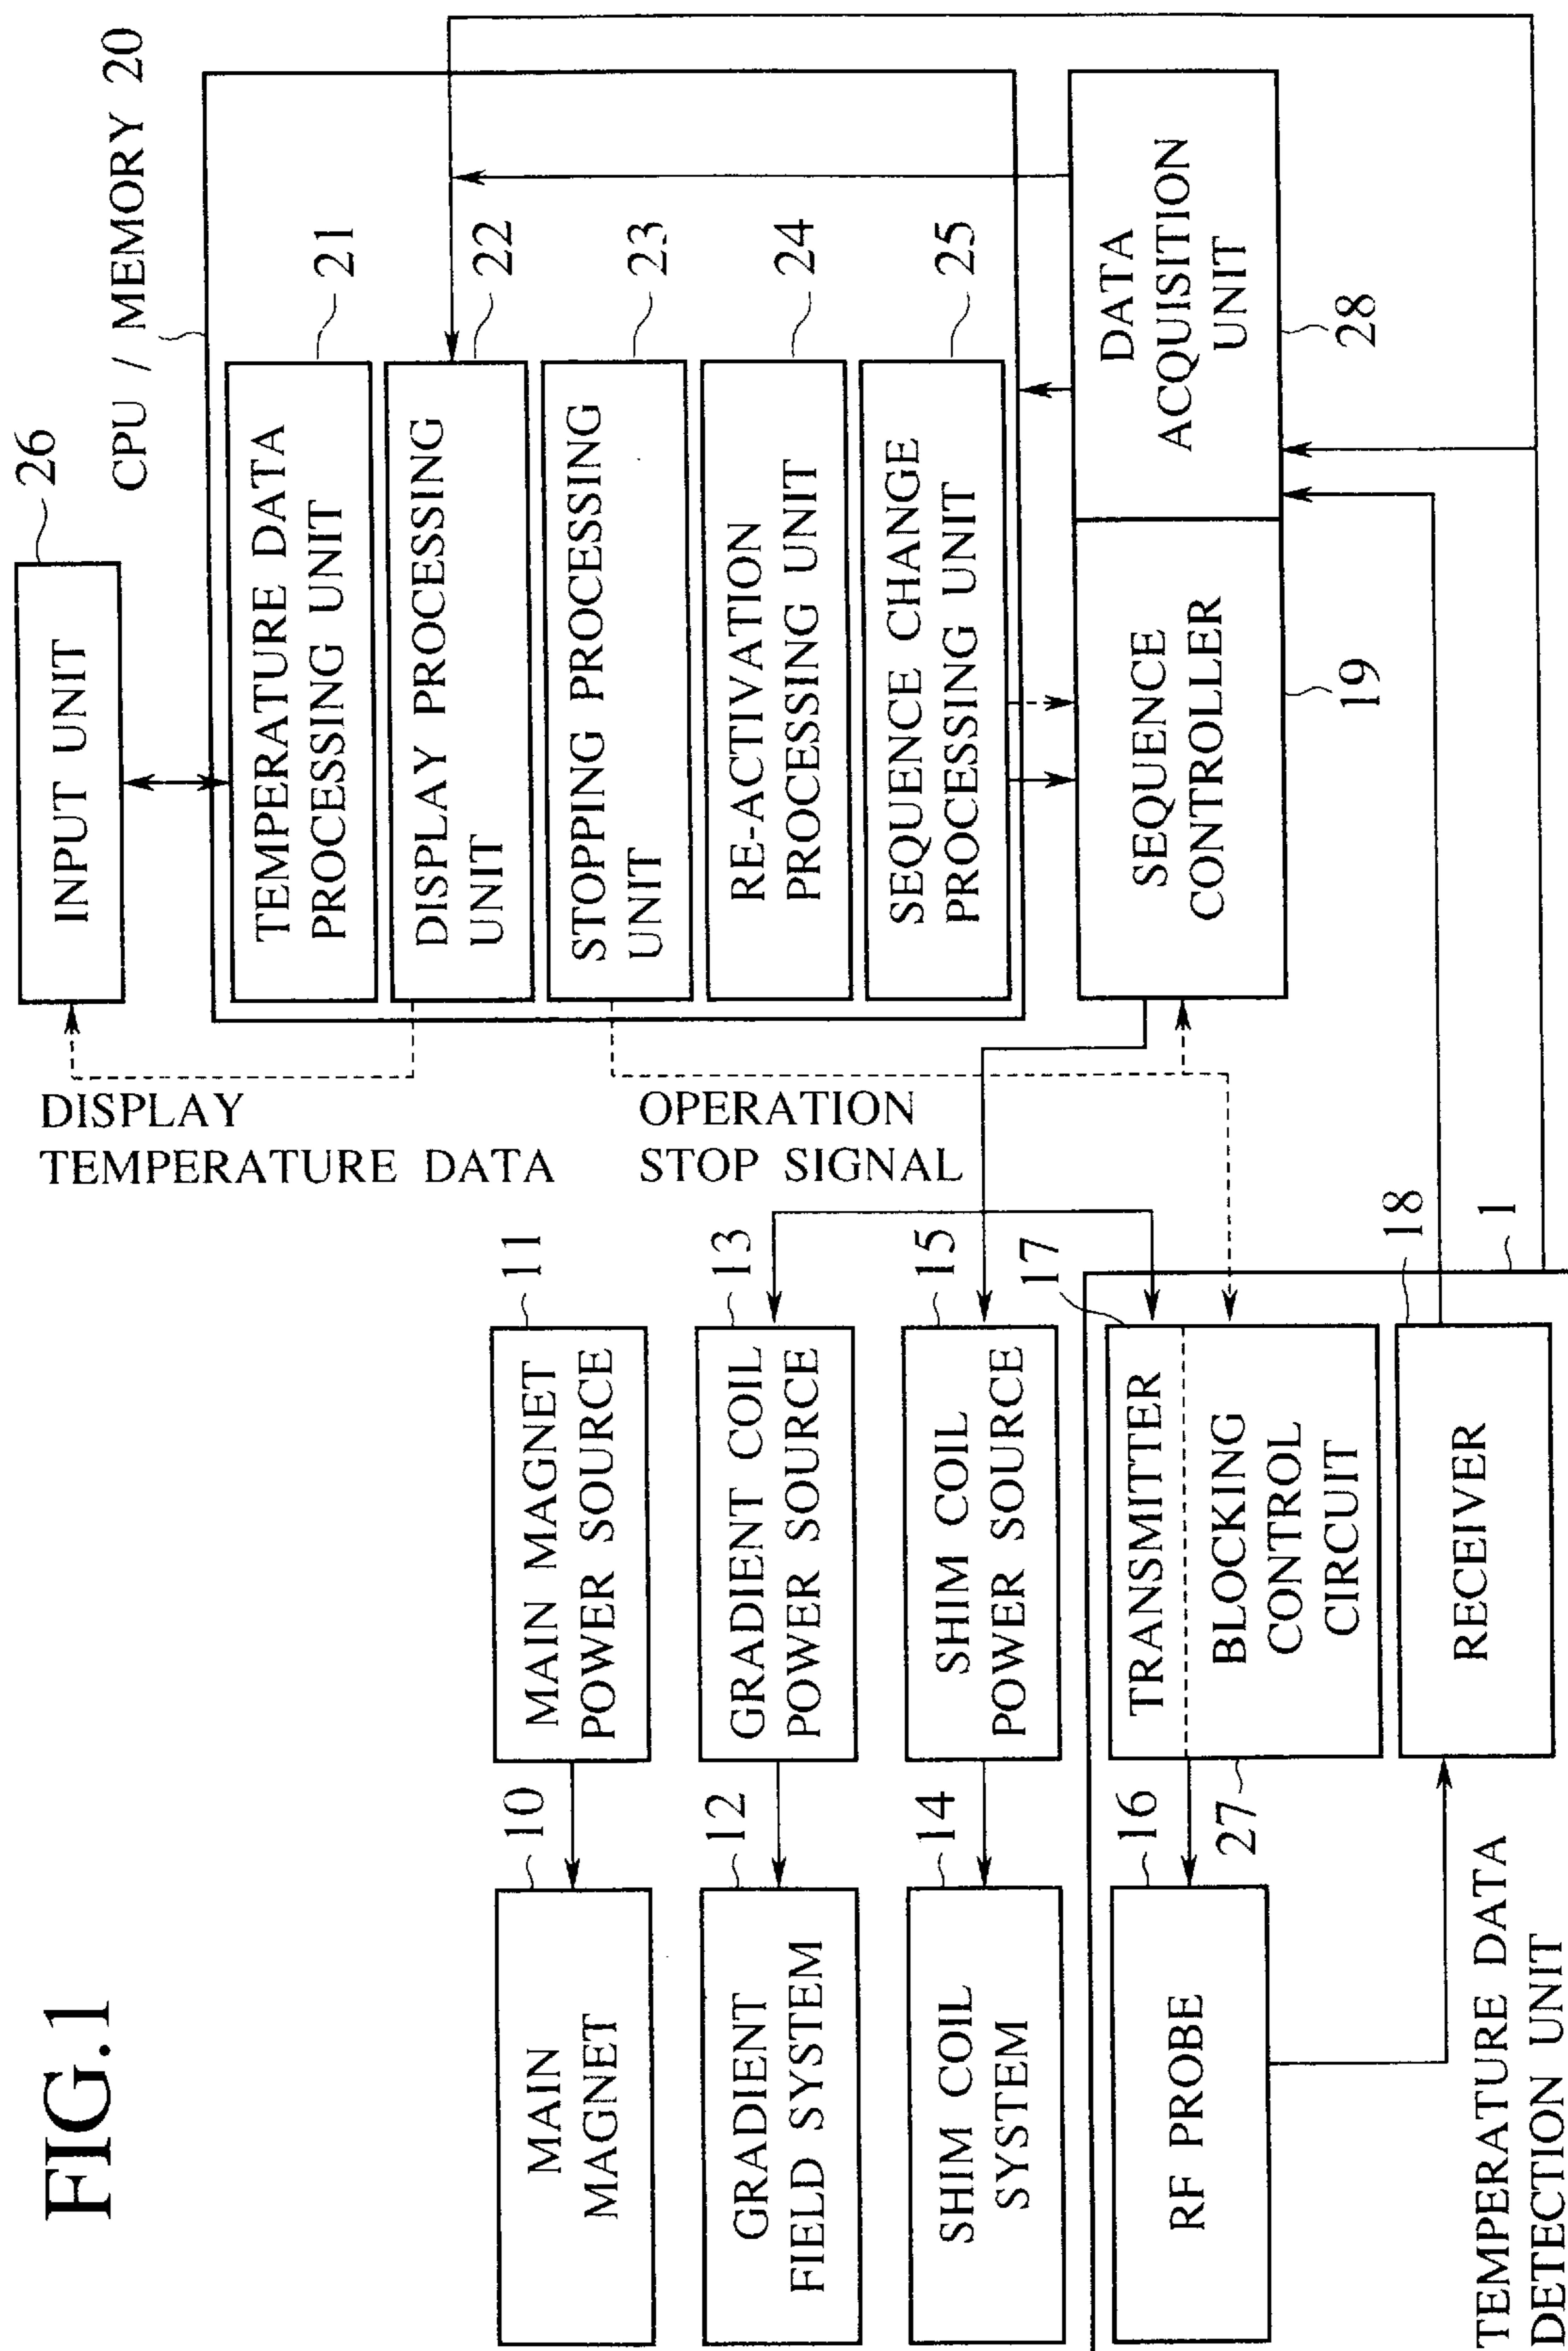 FIG.1
INPUT UNIT
26
CPU / MEMORY 20
TEMPERATURE DATA
PROCESSING UNIT
21
DISPLAY PROCESSING
UNIT
22
STOPPING PROCESSING
UNIT
23
RE-ACTIVATION
PROCESSING UNIT
24
SEQUENCE CHANGE
PROCESSING UNIT
25
DISPLAY
TEMPERATURE DATA
OPERATION
STOP SIGNAL
SEQUENCE
CONTROLLER
19
DATA
ACQUISITION
UNIT
28
MAIN
MAGNET
10
MAIN MAGNET
POWER SOURCE
11
GRADIENT
FIELD SYSTEM
12
GRADIENT COIL
POWER SOURCE
13
SHIM COIL
SYSTEM
14
SHIM COIL
POWER SOURCE
15
RF PROBE
16
TRANSMITTER
17
BLOCKING
CONTROL
CIRCUIT
27
RECEIVER
18
1
TEMPERATURE DATA
DETECTION UNIT